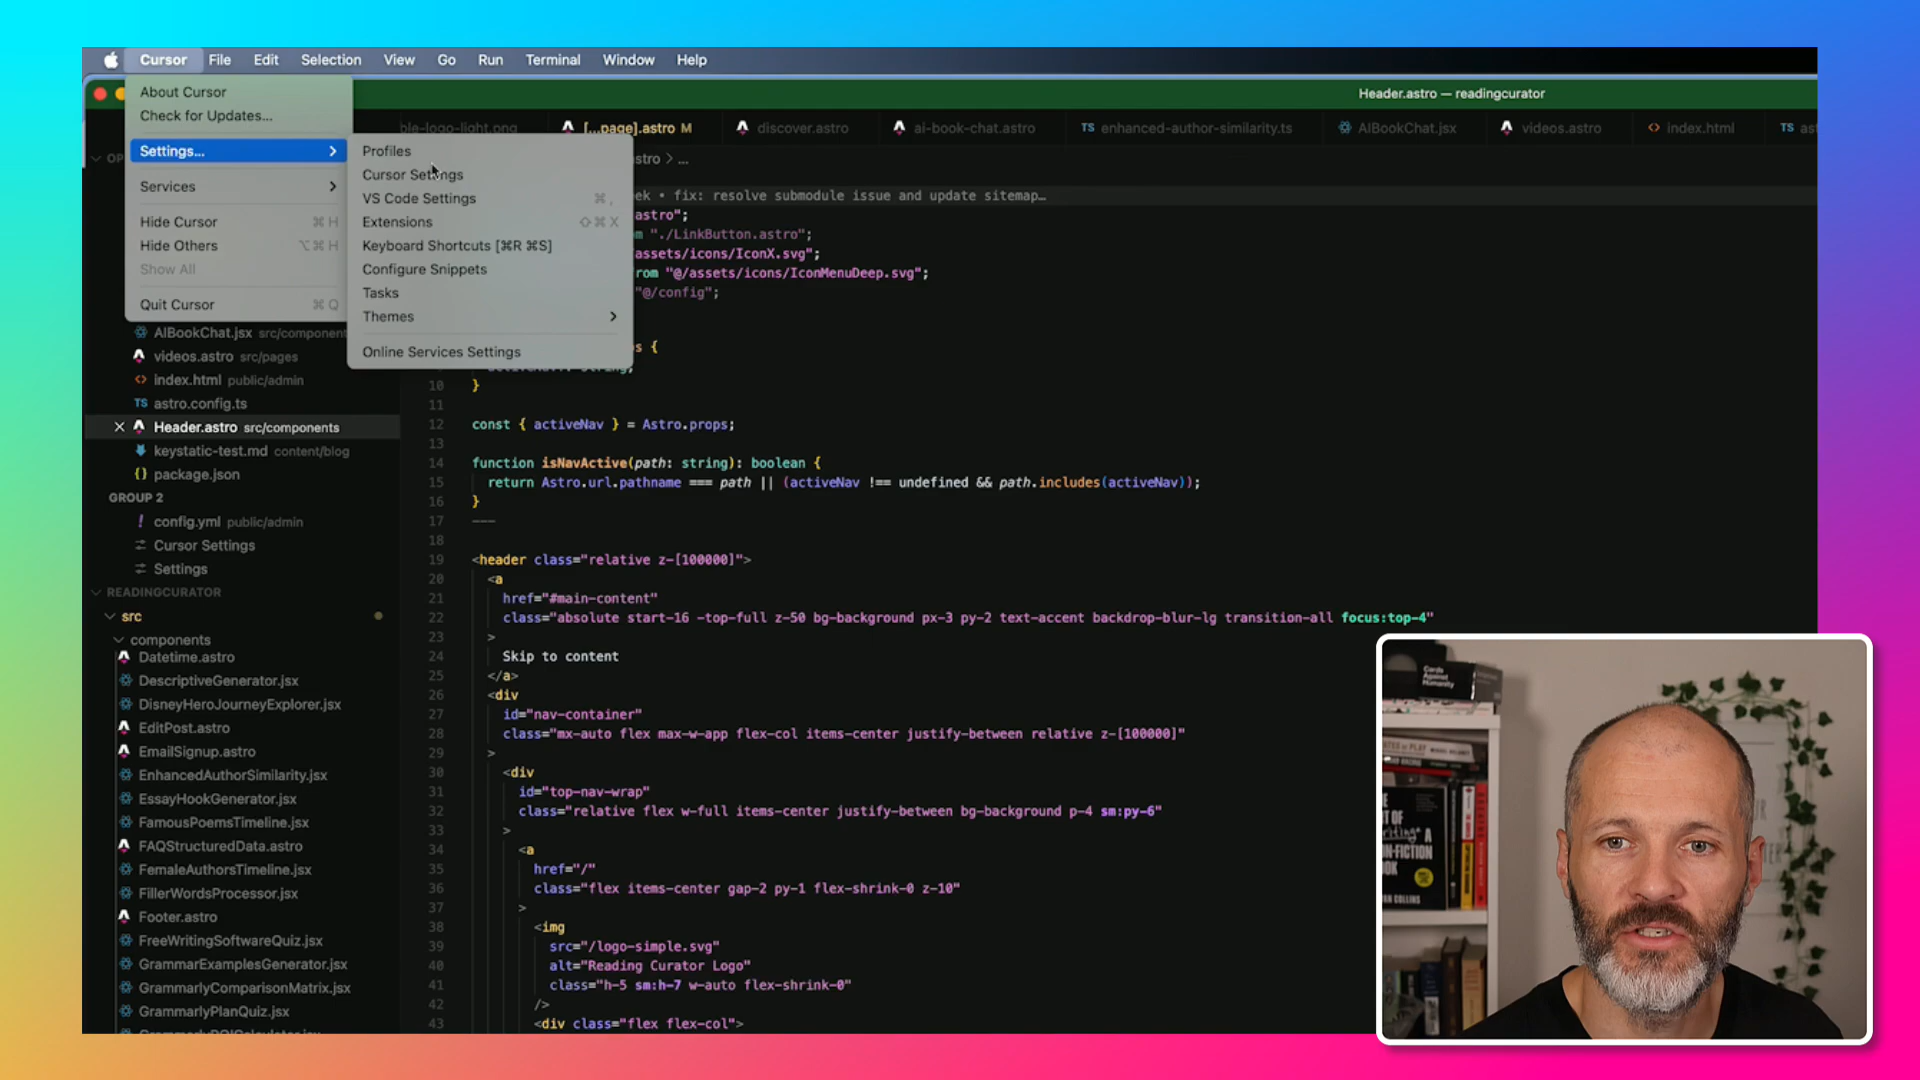 Cursor File Edit Selection View Go Run Terminal Window Help
Header.astro — readingcurator
About Cursor
Check for Updates...
Settings...
Services
Hide Cursor ⌘ H
Hide Others ⌥ ⌘ H
Show All
Quit Cursor ⌘ Q
Profiles
Cursor Settings
VS Code Settings ⌘ ,
Extensions ⇧ ⌘ X
Keyboard Shortcuts [⌘R ⌘S]
Configure Snippets
Tasks
Themes
Online Services Settings
ble-logo-light.png [...page].astro M discover.astro ai-book-chat.astro TS enhanced-author-similarity.ts AIBookChat.jsx videos.astro index.html TS ast
OP
stro > ...
ek • fix: resolve submodule issue and update sitemap…
astro";
m "./LinkButton.astro";
assets/icons/IconX.svg";
rom "@/assets/icons/IconMenuDeep.svg";
"@/config";
s {
AIBookChat.jsx src/component
videos.astro src/pages
index.html public/admin
TS astro.config.ts
Header.astro src/components
keystatic-test.md content/blog
{} package.json
GROUP 2
! config.yml public/admin
Cursor Settings
Settings
READINGCURATOR
src
components
Datetime.astro
DescriptiveGenerator.jsx
DisneyHeroJourneyExplorer.jsx
EditPost.astro
EmailSignup.astro
EnhancedAuthorSimilarity.jsx
EssayHookGenerator.jsx
FamousPoemsTimeline.jsx
FAQStructuredData.astro
FemaleAuthorsTimeline.jsx
FillerWordsProcessor.jsx
Footer.astro
FreeWritingSoftwareQuiz.jsx
GrammarExamplesGenerator.jsx
GrammarlyComparisonMatrix.jsx
GrammarlyPlanQuiz.jsx
10 }
11
12 const { activeNav } = Astro.props;
13
14 function isNavActive(path: string): boolean {
15 return Astro.url.pathname === path || (activeNav !== undefined && path.includes(activeNav));
16 }
17 ---
18
19 <header class="relative z-[100000]">
20 <a
21 href="#main-content"
22 class="absolute start-16 -top-full z-50 bg-background px-3 py-2 text-accent backdrop-blur-lg transition-all focus:top-4"
23 >
24 Skip to content
25 </a>
26 <div
27 id="nav-container"
28 class="mx-auto flex max-w-app flex-col items-center justify-between relative z-[100000]"
29 >
30 <div
31 id="top-nav-wrap"
32 class="relative flex w-full items-center justify-between bg-background p-4 sm:py-6"
33 >
34 <a
35 href="/"
36 class="flex items-center gap-2 py-1 flex-shrink-0 z-10"
37 >
38 <img
39 src="/logo-simple.svg"
40 alt="Reading Curator Logo"
41 class="h-5 sm:h-7 w-auto flex-shrink-0"
42 />
43 <div class="flex flex-col">
Cards
Against
Humanity